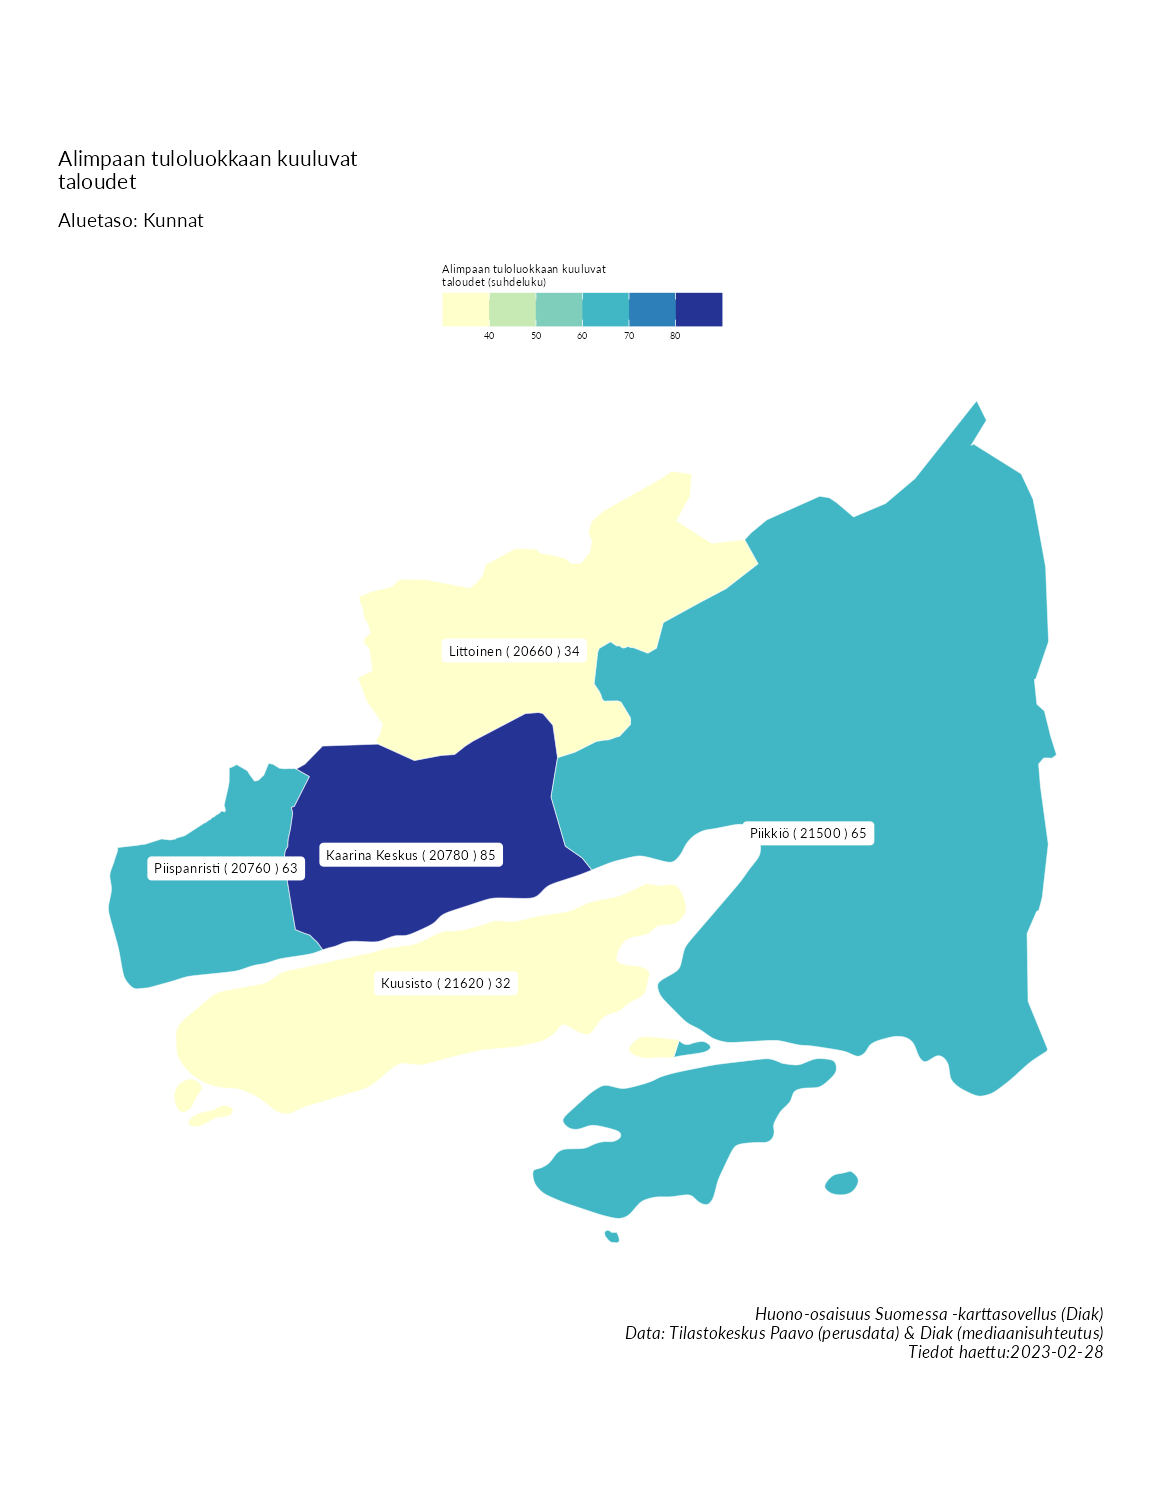 Alimpaan tuloluokkaan kuuluvat
taloudet
Aluetaso: Kunnat
Alimpaan tuloluokkaan kuuluvat
taloudet (suhdeluku)
40 50 60 70 80
Littoinen ( 20660 ) 34
Piikkiö ( 21500 ) 65
Kaarina Keskus ( 20780 ) 85
Piispanristi ( 20760 ) 63
Kuusisto ( 21620 ) 32
Huono-osaisuus Suomessa -karttasovellus (Diak)
Data: Tilastokeskus Paavo (perusdata) & Diak (mediaanisuhteutus)
Tiedot haettu:2023-02-28